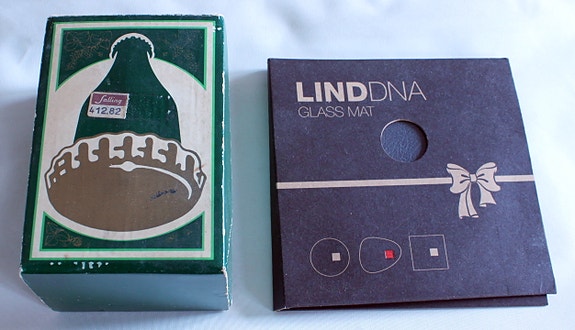 Salling
412.82
LINDDNA
GLASS MAT